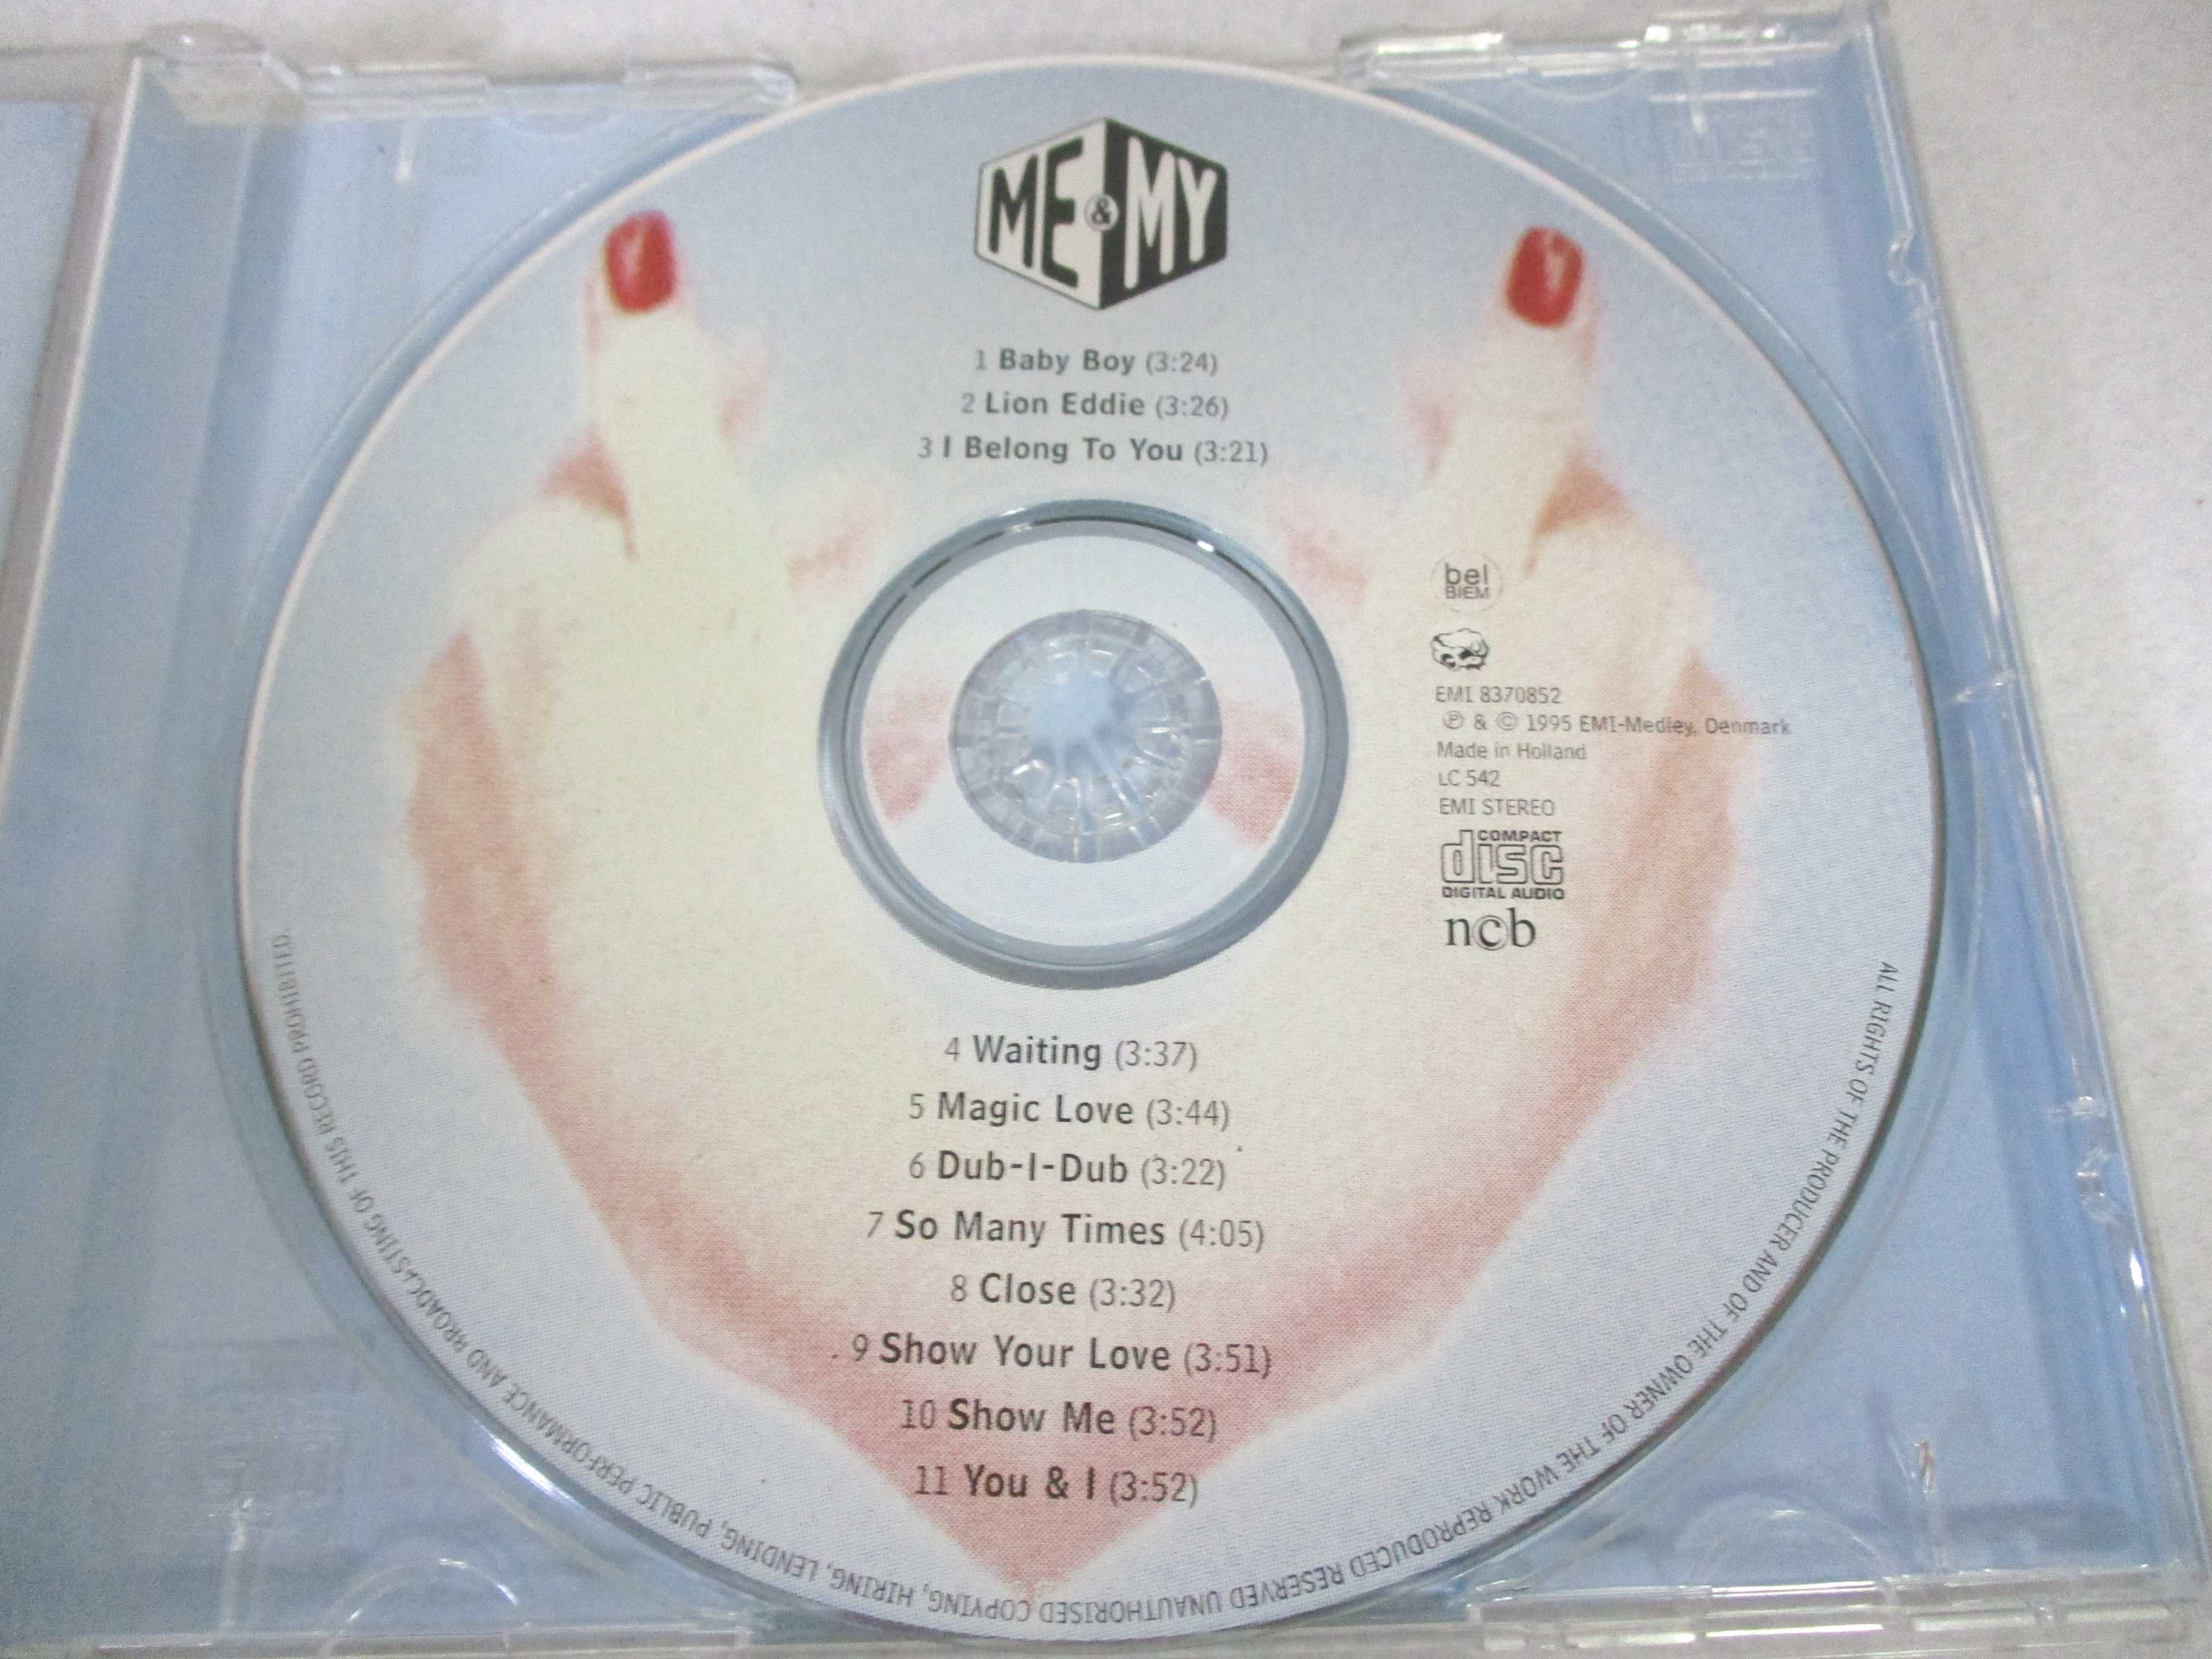 ME & MY
1 Baby Boy (3:24)
2 Lion Eddie (3:26)
3 I Belong To You (3:21)
bel
BIEM
EMI 8370852
℗ & © 1995 EMI-Medley, Denmark
Made in Holland
LC 542
EMI STEREO
COMPACT
disc
DIGITAL AUDIO
ncb
4 Waiting (3:37)
5 Magic Love (3:44)
6 Dub-I-Dub (3:22)
7 So Many Times (4:05)
8 Close (3:32)
9 Show Your Love (3:51)
10 Show Me (3:52)
11 You & I (3:52)
ALL RIGHTS OF THE PRODUCER AND OF THE OWNER OF THE WORK REPRODUCED RESERVED UNAUTHORISED COPYING, HIRING, LENDING, PUBLIC PERFORMANCE AND BROADCASTING OF THIS RECORD PROHIBITED.